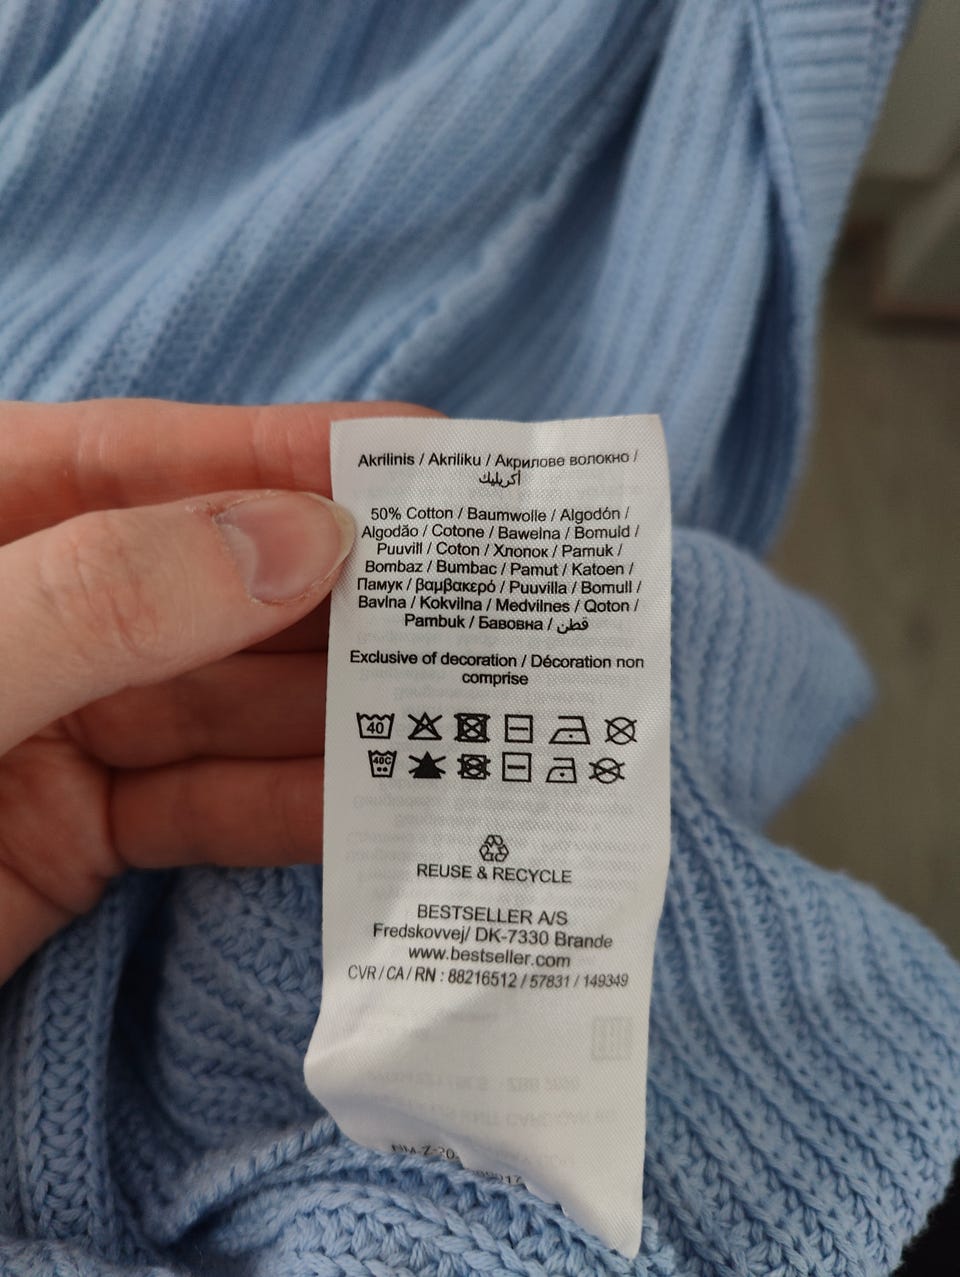 Akrilinis / Akriliku / Акрилове волокно /
أكريليك
50% Cotton / Baumwolle / Algodón /
Algodão / Cotone / Bawełna / Bomuld /
Puuvill / Coton / Хлопок / Pamuk /
Bombaz / Bumbac / Pamut / Katoen /
Памук / βαμβακερό / Puuvilla / Bomull /
Bavlna / Kokvilna / Medvilnes / Qoton /
Pambuk / Бавовна / قطن
Exclusive of decoration / Décoration non
comprise
40
40C
REUSE & RECYCLE
BESTSELLER A/S
Fredskovvej/ DK-7330 Brande
www.bestseller.com
CVR / CA / RN : 88216512 / 57831 / 149349